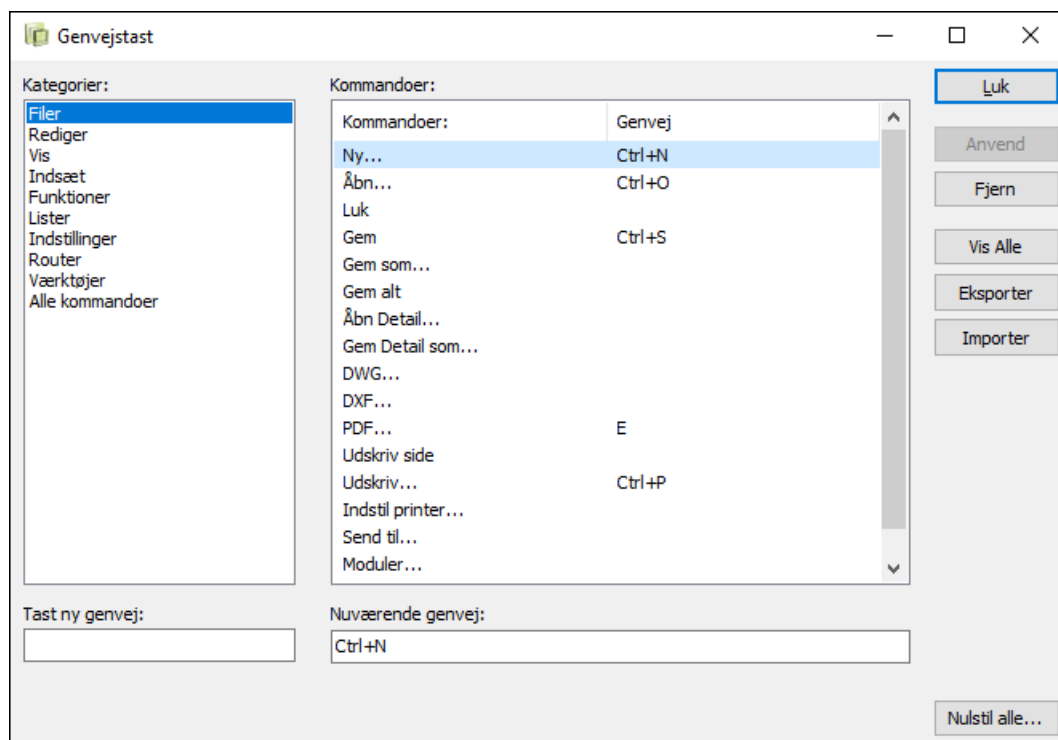 Genvejstast
Kategorier:
Filer
Rediger
Vis
Indsæt
Funktioner
Lister
Indstillinger
Router
Værktøjer
Alle kommandoer
Kommandoer:
Kommandoer: Genvej
Ny... Ctrl+N
Åbn... Ctrl+O
Luk
Gem Ctrl+S
Gem som...
Gem alt
Åbn Detail...
Gem Detail som...
DWG...
DXF...
PDF... E
Udskriv side
Udskriv... Ctrl+P
Indstil printer...
Send til...
Moduler...
Luk
Anvend
Fjern
Vis Alle
Eksporter
Importer
Tast ny genvej:
Nuværende genvej:
Ctrl+N
Nulstil alle...